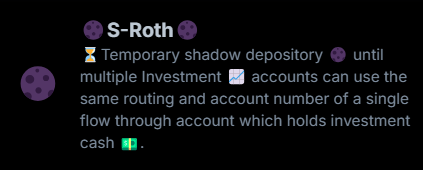 🌑S-Roth🌑
⏳Temporary shadow depository 🌑 until
multiple Investment 📈 accounts can use the
same routing and account number of a single
flow through account which holds investment
cash 💵.